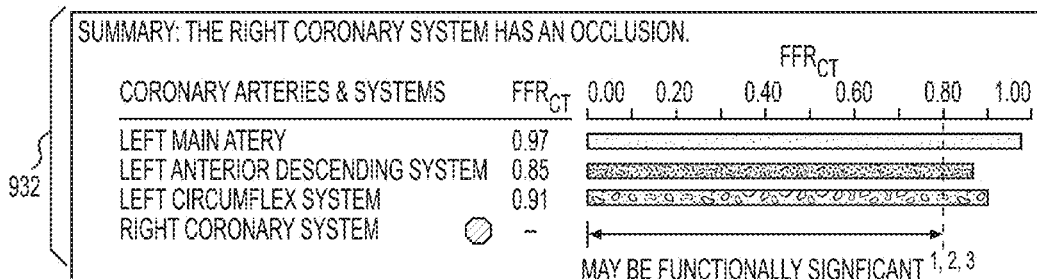 SUMMARY: THE RIGHT CORONARY SYSTEM HAS AN OCCLUSION.
FFRCT
CORONARY ARTERIES & SYSTEMS FFRCT 0.00 0.20 0.40 0.60 0.80 1.00
LEFT MAIN ATERY 0.97
LEFT ANTERIOR DESCENDING SYSTEM 0.85
932
LEFT CIRCUMFLEX SYSTEM 0.91
RIGHT CORONARY SYSTEM --
MAY BE FUNCTIONALLY SIGNFICANT 1, 2, 3